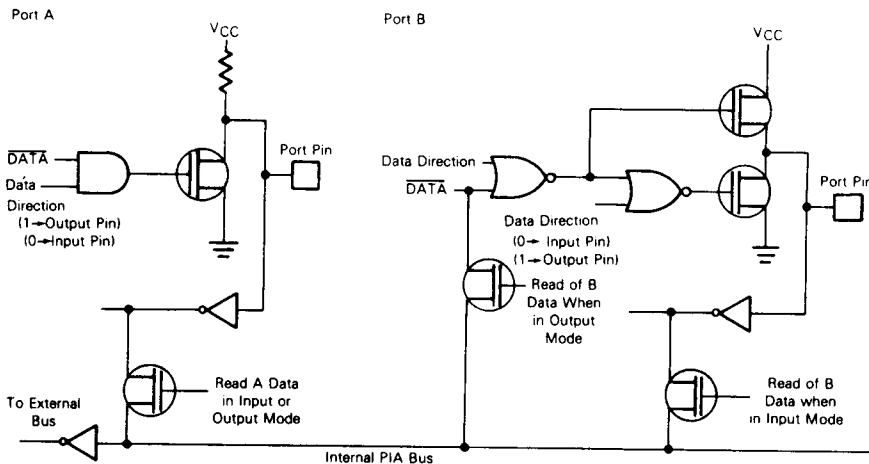 Port A
VCC
DATA
Data
Direction
(1→Output Pin)
(0→Input Pin)
Port Pin
Read A Data
in Input or
Output Mode
To External
Bus
Internal PIA Bus
Port B
VCC
Data Direction
DATA
Data Direction
(0→ Input Pin)
(1→Output Pin)
Port Pin
Read of B
Data When
in Output
Mode
Read of B
Data when
in Input Mode